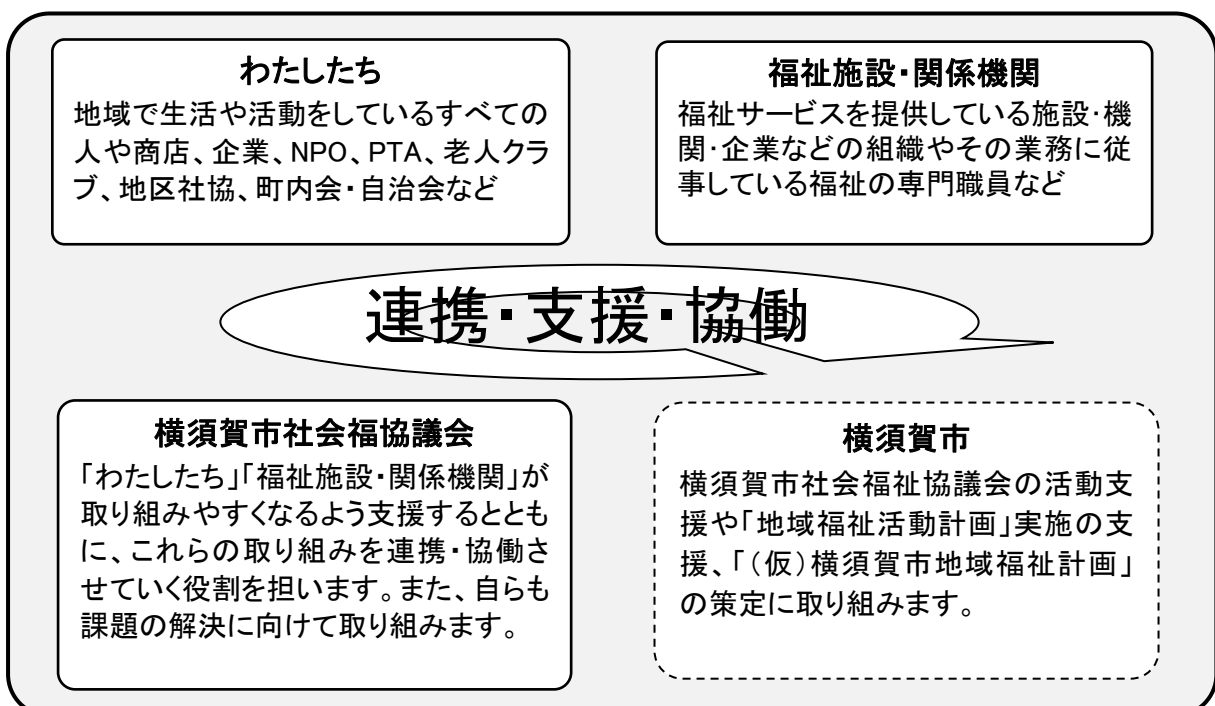 わたしたち
地域で生活や活動をしているすべての
人や商店、企業、NPO、PTA、老人クラ
ブ、地区社協、町内会・自治会など
福祉施設・関係機関
福祉サービスを提供している施設・機
関・企業などの組織やその業務に従
事している福祉の専門職員など
連携・支援・協働
横須賀市社会福協議会
「わたしたち」「福祉施設・関係機関」が
取り組みやすくなるよう支援するととも
に、これらの取り組みを連携・協働さ
せていく役割を担います。また、自らも
課題の解決に向けて取り組みます。
横須賀市
横須賀市社会福祉協議会の活動支
援や「地域福祉活動計画」実施の支
援、「（仮）横須賀市地域福祉計画」
の策定に取り組みます。